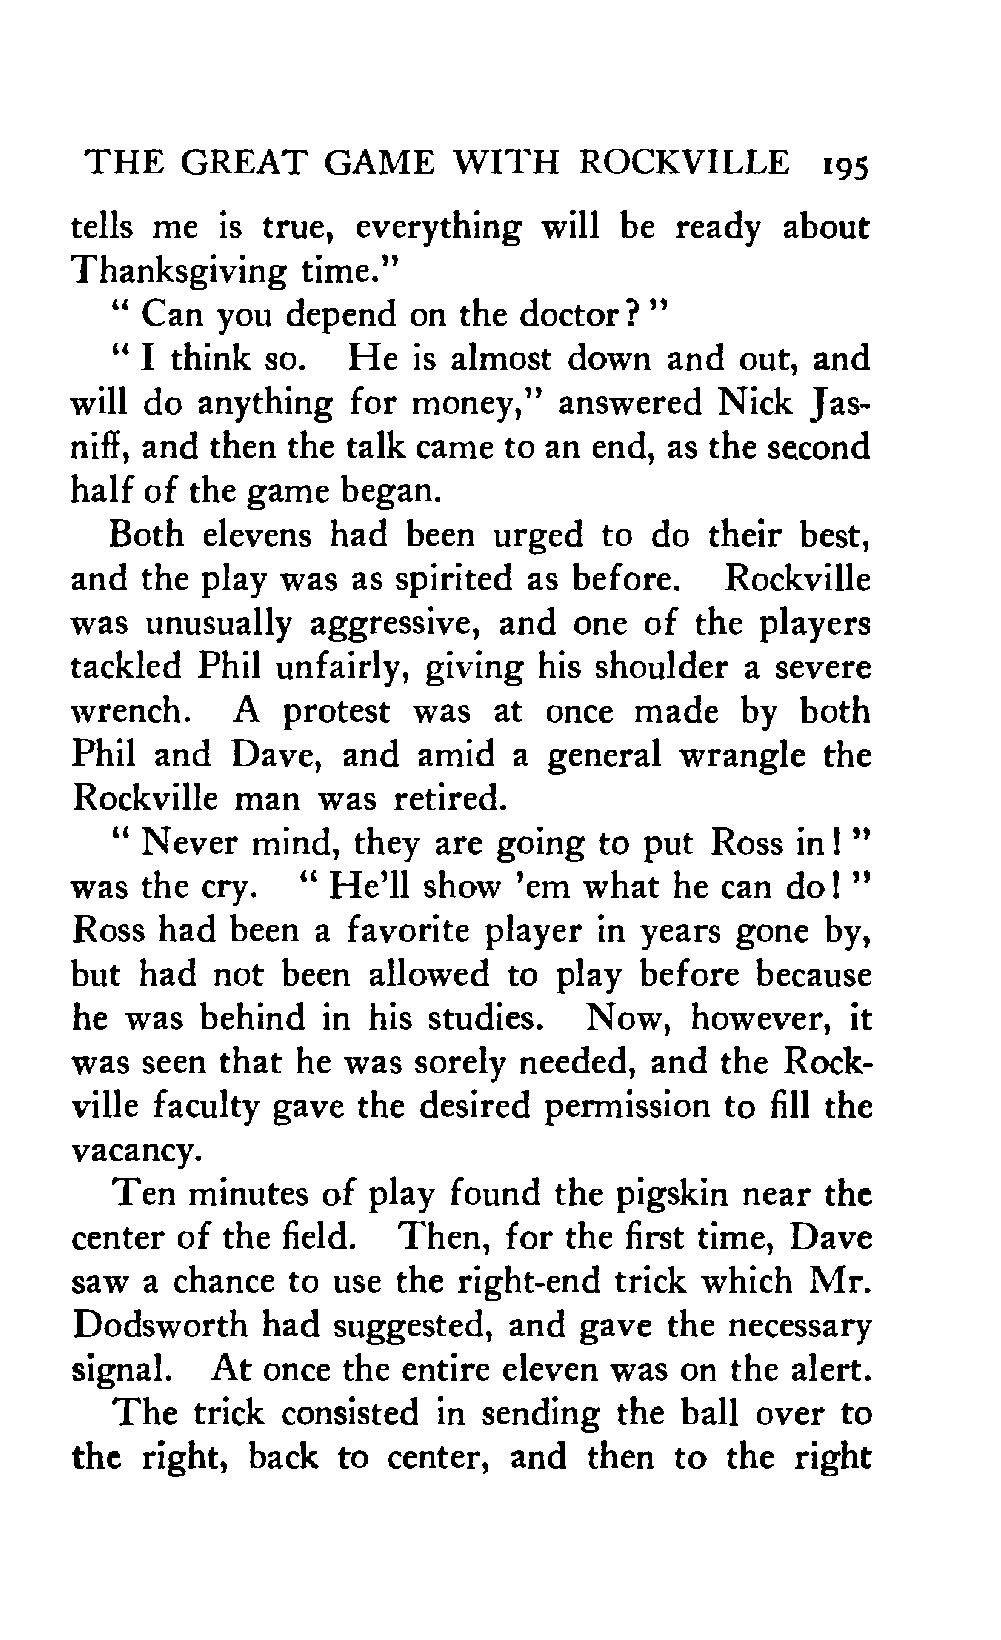 THE GREAT GAME WITH ROCKVILLE 195
tells me is true, everything will be ready about
Thanksgiving time."
" Can you depend on the doctor? "
" I think so. He is almost down and out, and
will do anything for money," answered Nick Jas-
niff, and then the talk came to an end, as the second
half of the game began.
Both elevens had been urged to do their best,
and the play was as spirited as before. Rockville
was unusually aggressive, and one of the players
tackled Phil unfairly, giving his shoulder a severe
wrench. A protest was at once made by both
Phil and Dave, and amid a general wrangle the
Rockville man was retired.
" Never mind, they are going to put Ross in! "
was the cry. " He'll show 'em what he can do! "
Ross had been a favorite player in years gone by,
but had not been allowed to play before because
he was behind in his studies. Now, however, it
was seen that he was sorely needed, and the Rock-
ville faculty gave the desired permission to fill the
vacancy.
Ten minutes of play found the pigskin near the
center of the field. Then, for the first time, Dave
saw a chance to use the right-end trick which Mr.
Dodsworth had suggested, and gave the necessary
signal. At once the entire eleven was on the alert.
The trick consisted in sending the ball over to
the right, back to center, and then to the right